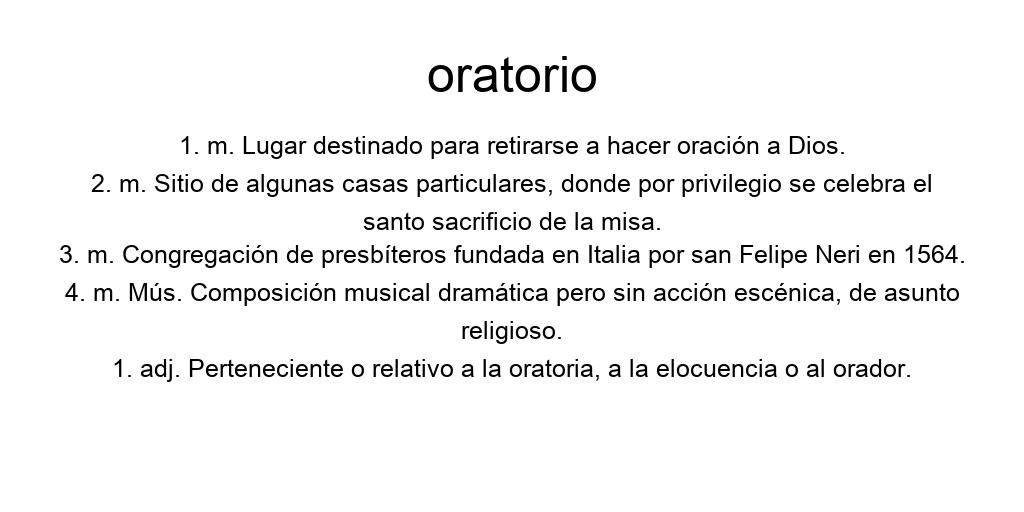 oratorio
1. m. Lugar destinado para retirarse a hacer oración a Dios.
2. m. Sitio de algunas casas particulares, donde por privilegio se celebra el
santo sacrificio de la misa.
3. m. Congregación de presbíteros fundada en Italia por san Felipe Neri en 1564.
4. m. Mús. Composición musical dramática pero sin acción escénica, de asunto
religioso.
1. adj. Perteneciente o relativo a la oratoria, a la elocuencia o al orador.